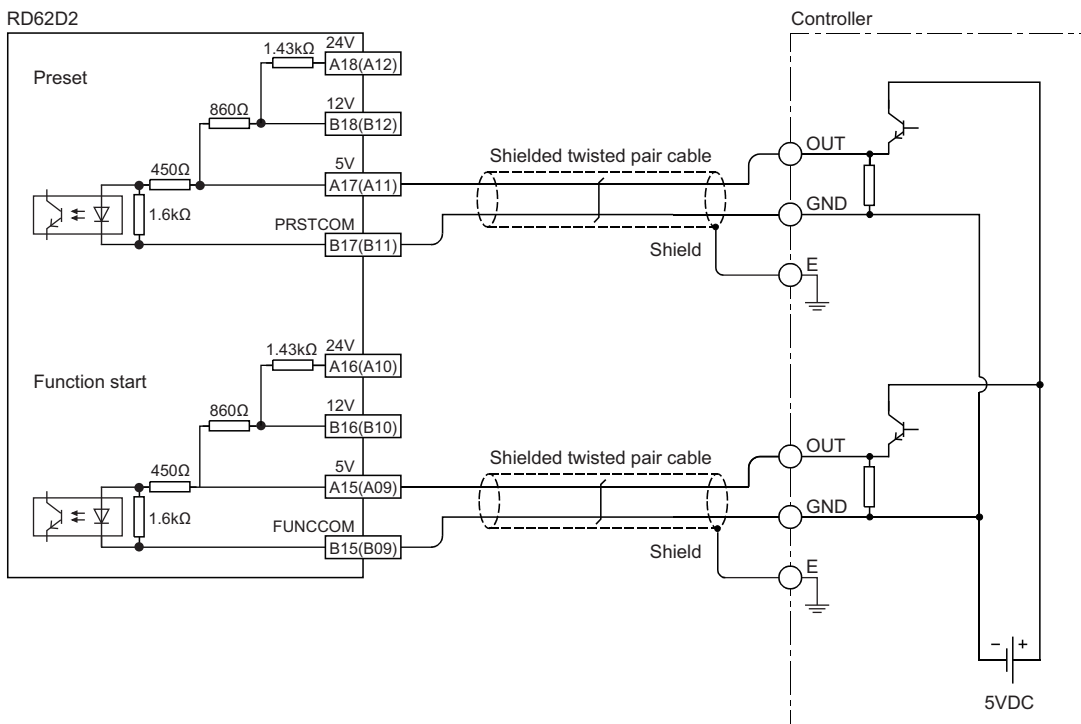 RD62D2
Controller
Preset
1.43kΩ
24V
A18(A12)
860Ω
12V
B18(B12)
450Ω
5V
A17(A11)
1.6kΩ
PRSTCOM
B17(B11)
Shielded twisted pair cable
Shield
OUT
GND
E
Function start
1.43kΩ
24V
A16(A10)
860Ω
12V
B16(B10)
450Ω
5V
A15(A09)
1.6kΩ
FUNCCOM
B15(B09)
Shielded twisted pair cable
Shield
OUT
GND
E
− +
5VDC